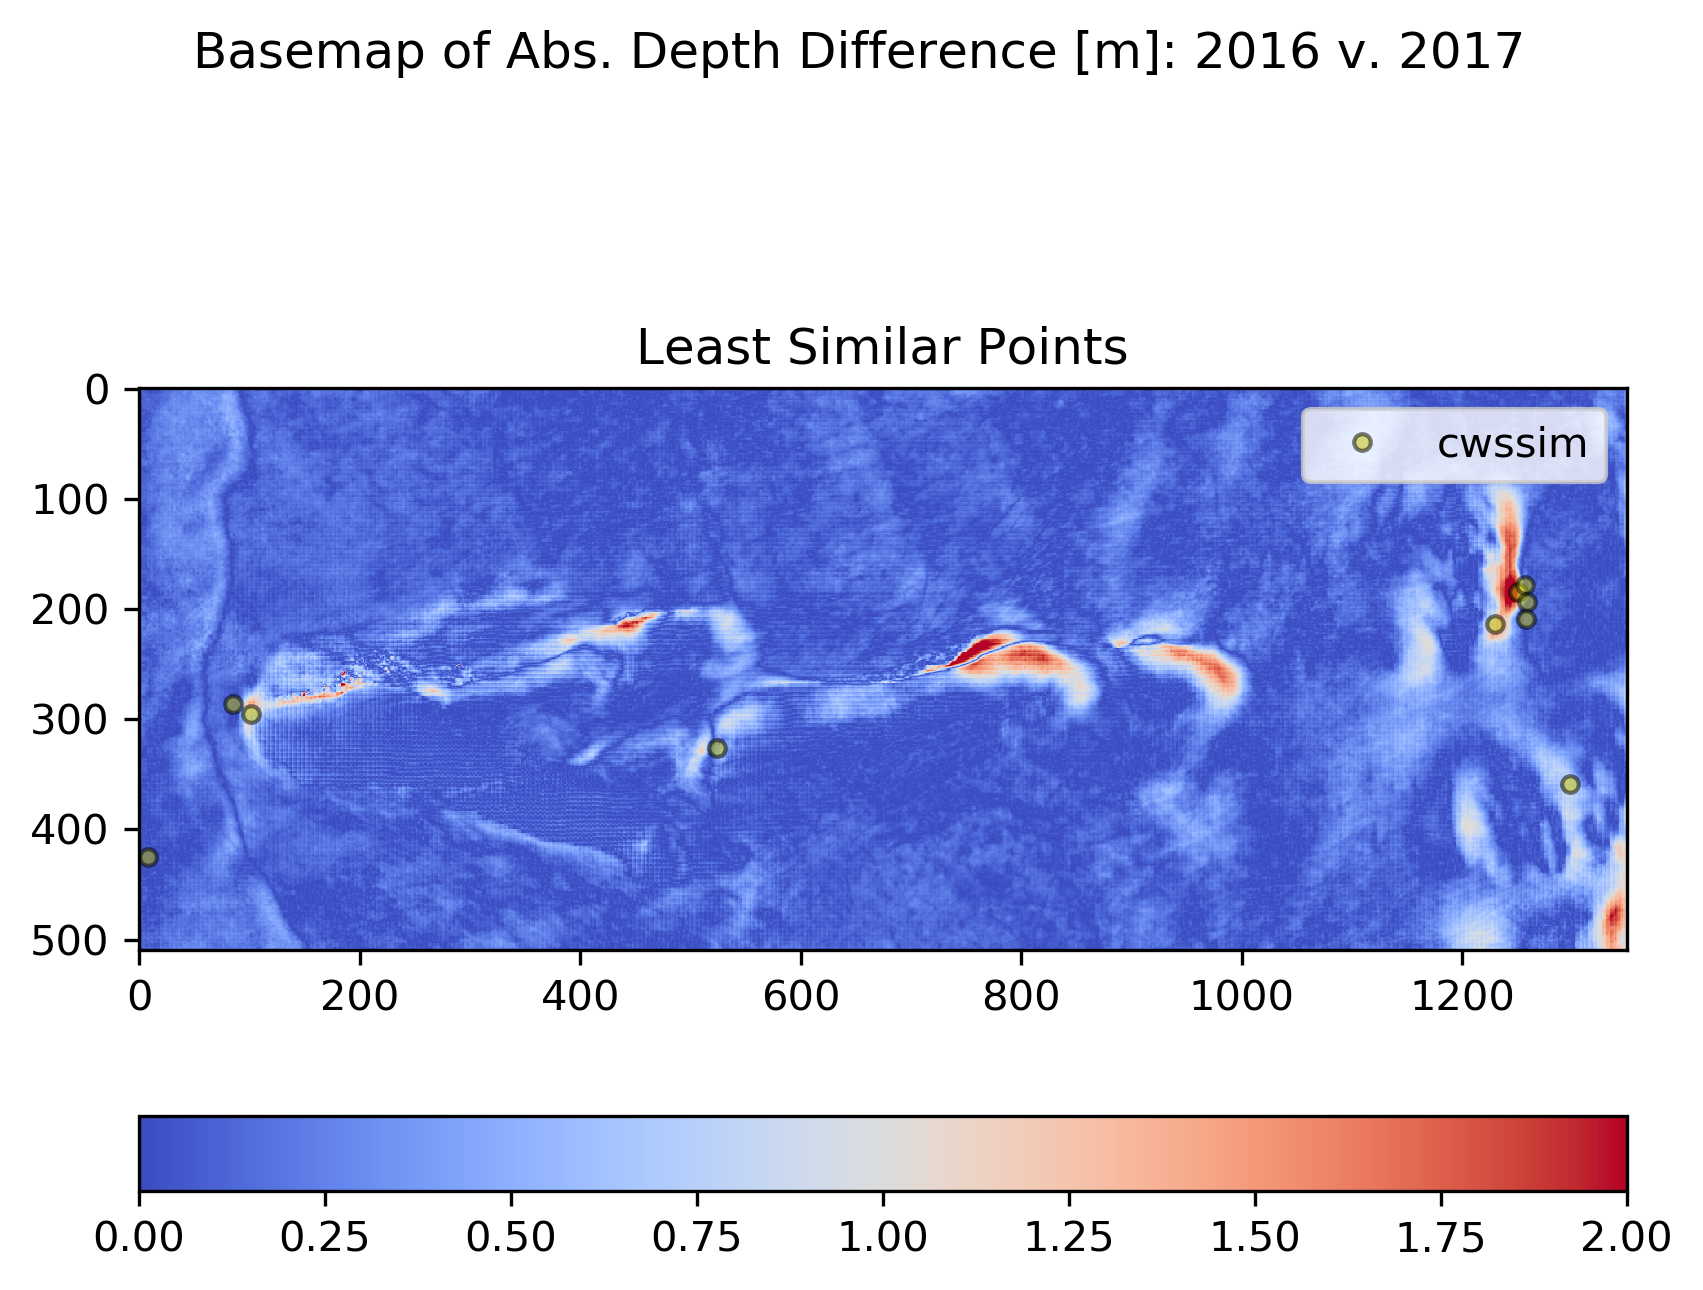 Basemap of Abs. Depth Difference [m]: 2016 v. 2017
Least Similar Points
cwssim
0
100
200
300
400
500
0 200 400 600 800 1000 1200
0.00 0.25 0.50 0.75 1.00 1.25 1.50 1.75 2.00